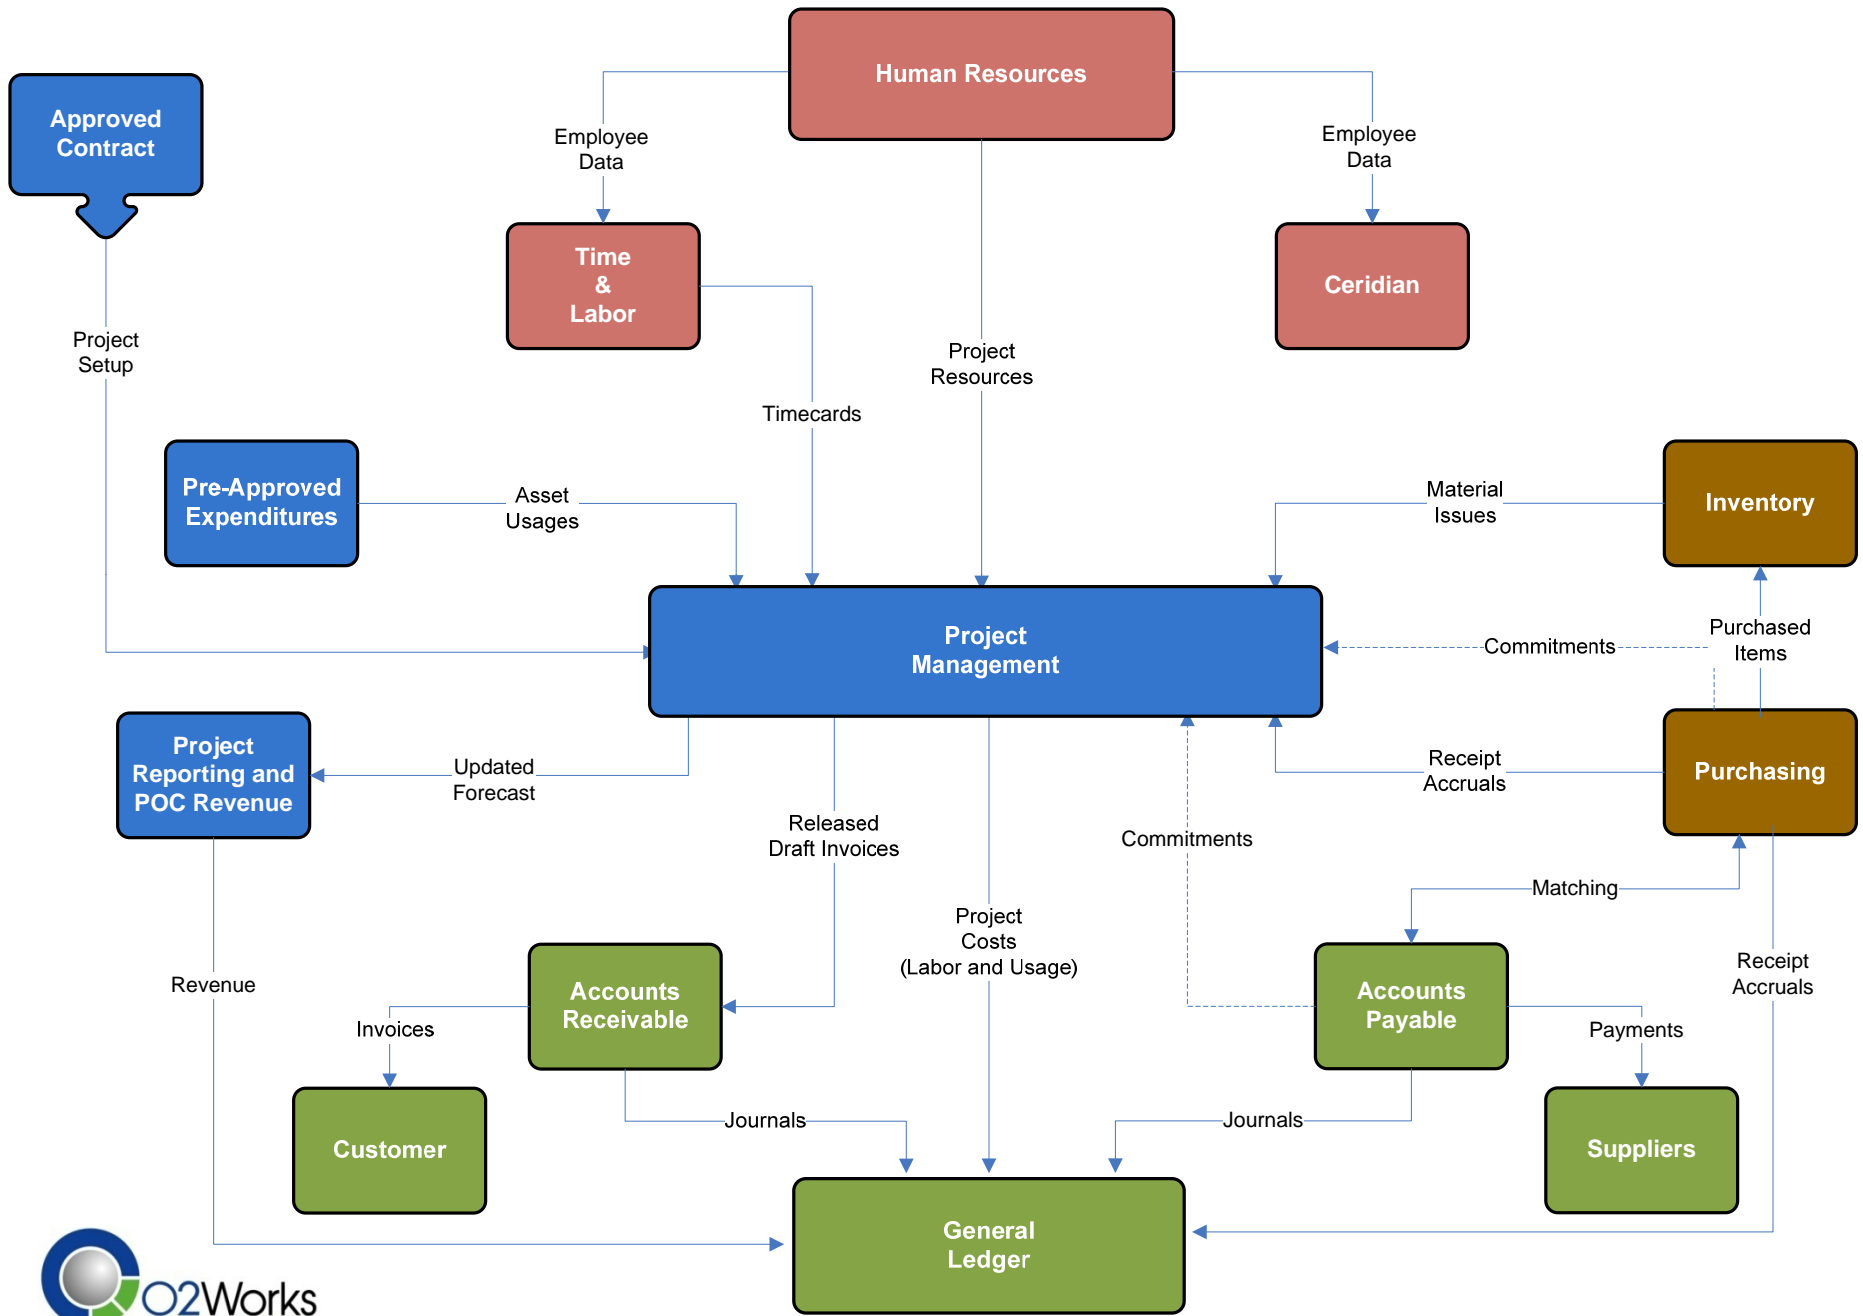 Human Resources
Approved
Contract
Employee
Data
Employee
Data
Time
&
Labor
Ceridian
Project
Setup
Project
Resources
Timecards
Pre-Approved
Expenditures
Asset
Usages
Material
Issues
Inventory
Project
Management
Commitments
Purchased
Items
Project
Reporting and
POC Revenue
Updated
Forecast
Receipt
Accruals
Purchasing
Released
Draft Invoices
Commitments
Matching
Project
Costs
(Labor and Usage)
Revenue
Accounts
Receivable
Accounts
Payable
Receipt
Accruals
Invoices
Payments
Journals
Journals
Customer
Suppliers
General
Ledger
O2Works